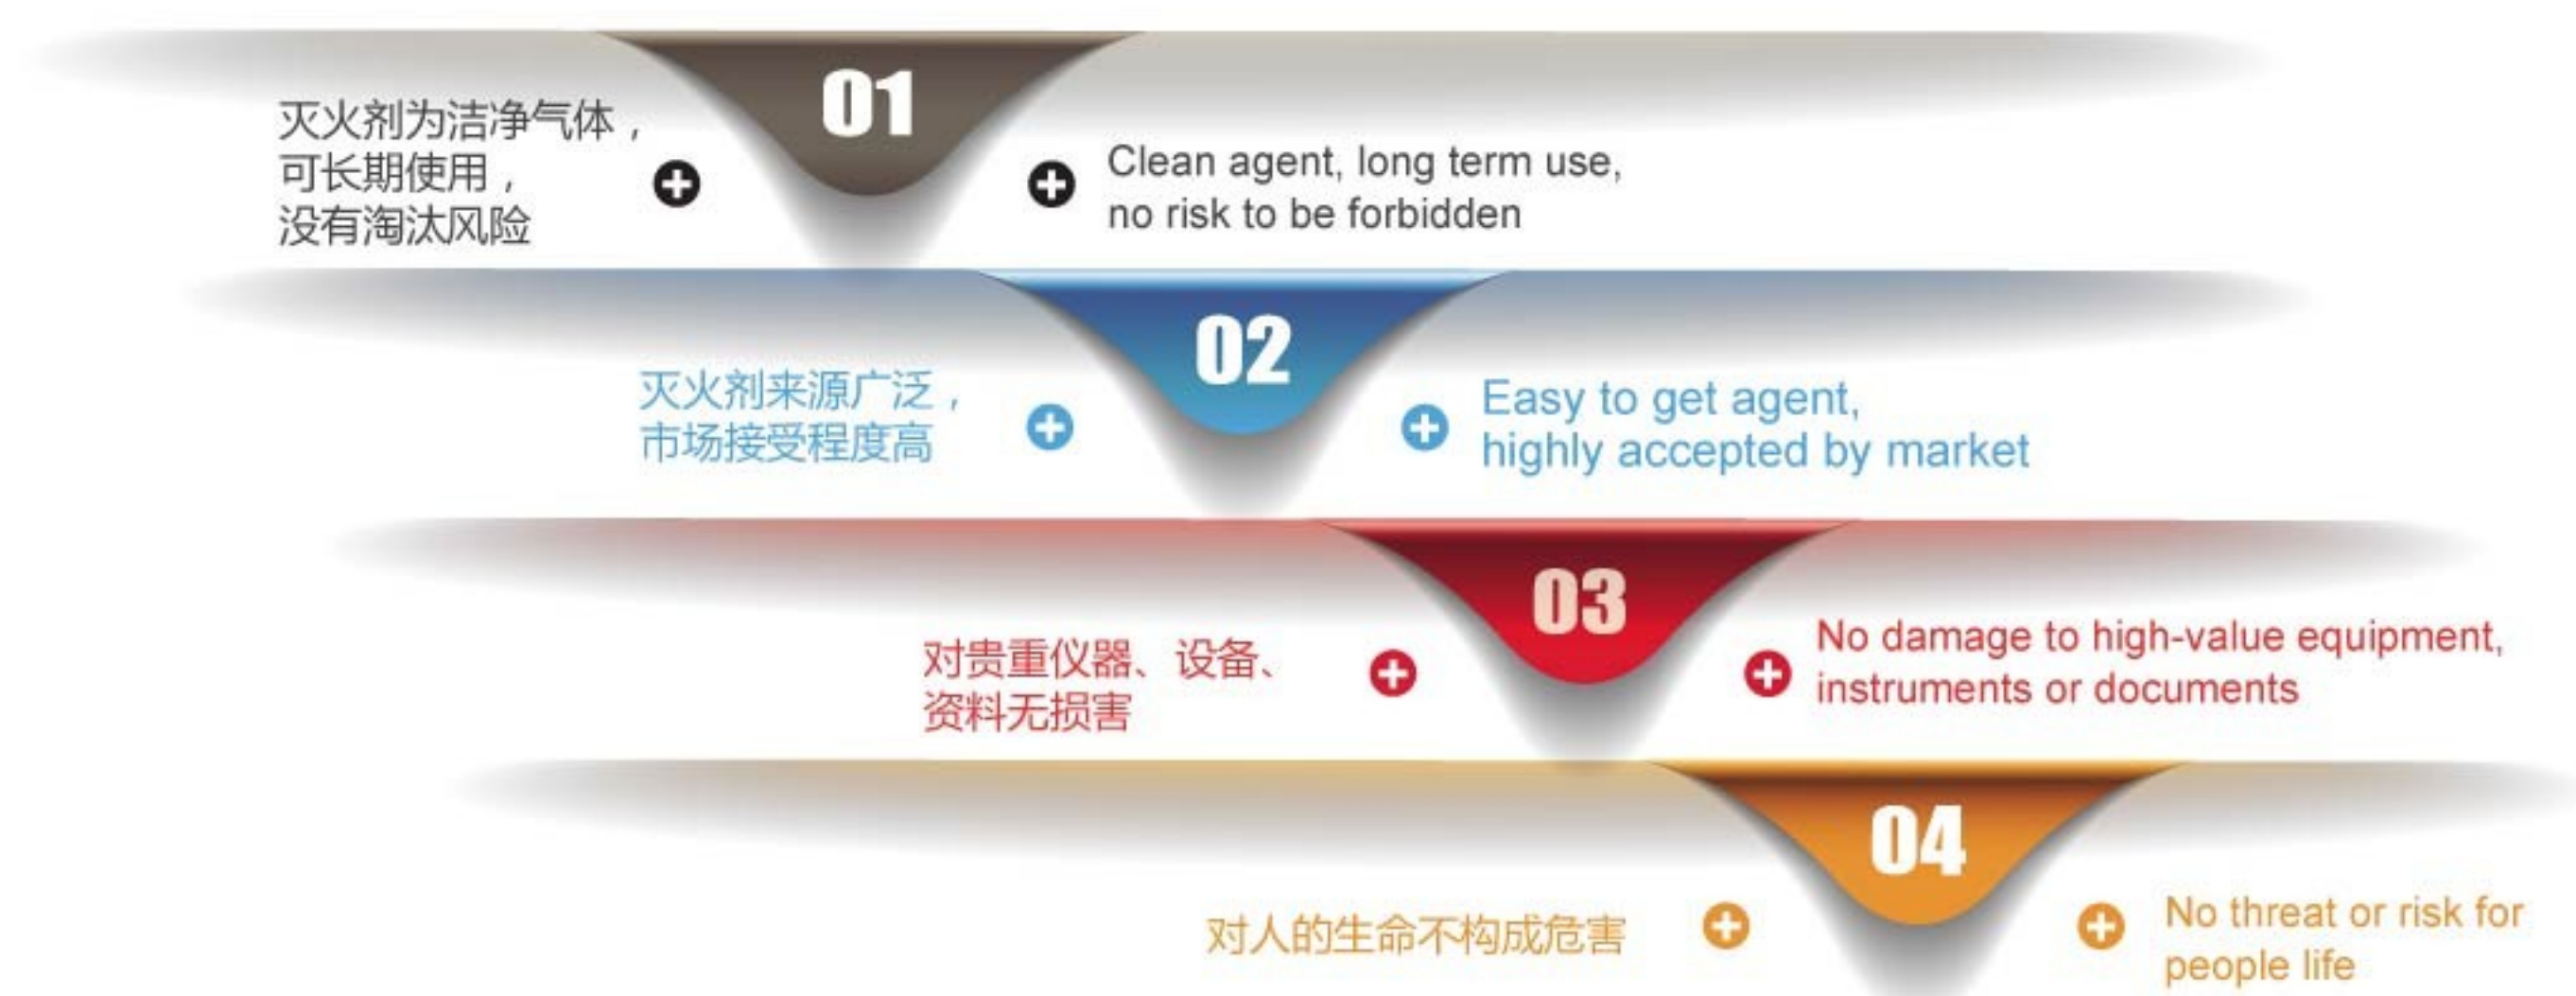 01
灭火剂为洁净气体，
可长期使用，
没有淘汰风险
Clean agent, long term use,
no risk to be forbidden
02
灭火剂来源广泛，
市场接受程度高
Easy to get agent,
highly accepted by market
03
对贵重仪器、设备、
资料无损害
No damage to high-value equipment,
instruments or documents
04
对人的生命不构成危害
No threat or risk for
people life